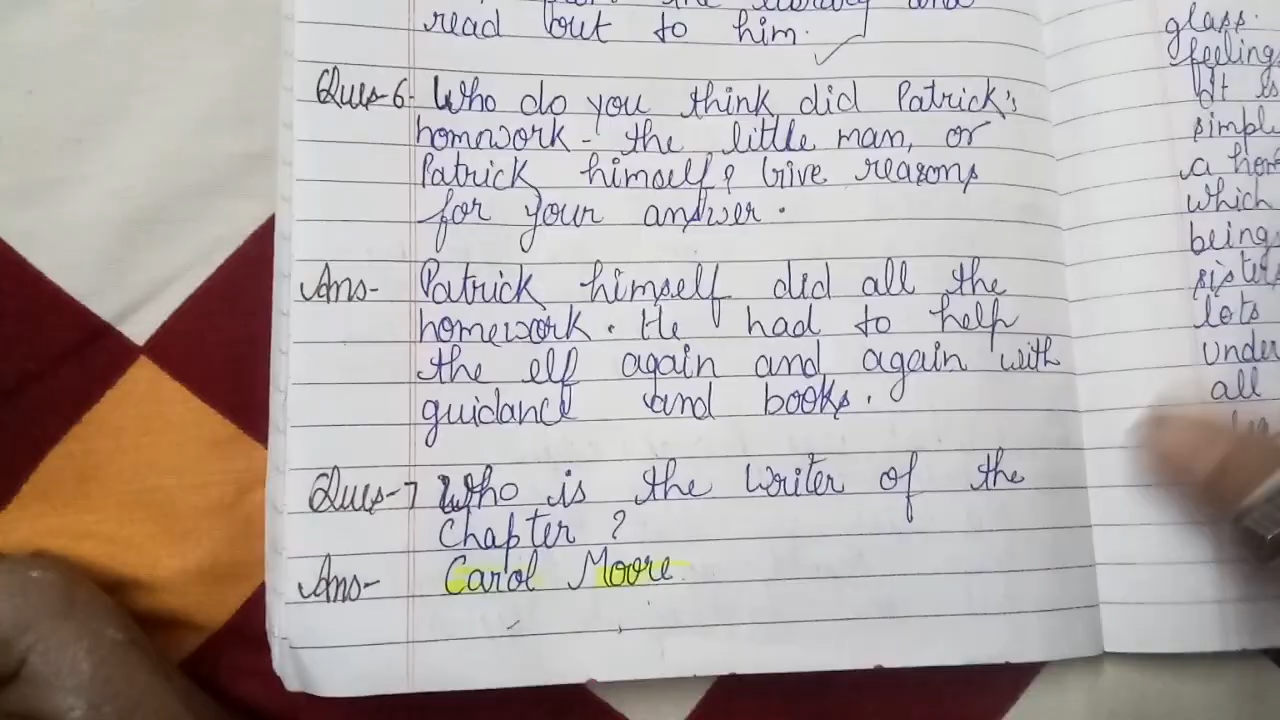 read out to him.
Ques-6. Who do you think did Patrick's
homwork - the little man, or
Patrick himself? Give reasons
for your answer.
Ans- Patrick himself did all the
homework. He had to help
the elf again and again with
guidance and books.
Ques-7 Who is the writer of the
Chapter ?
Ans- Carol Moore.
glass.
feeling
It is
simple
which
being
sister
lots
under
all